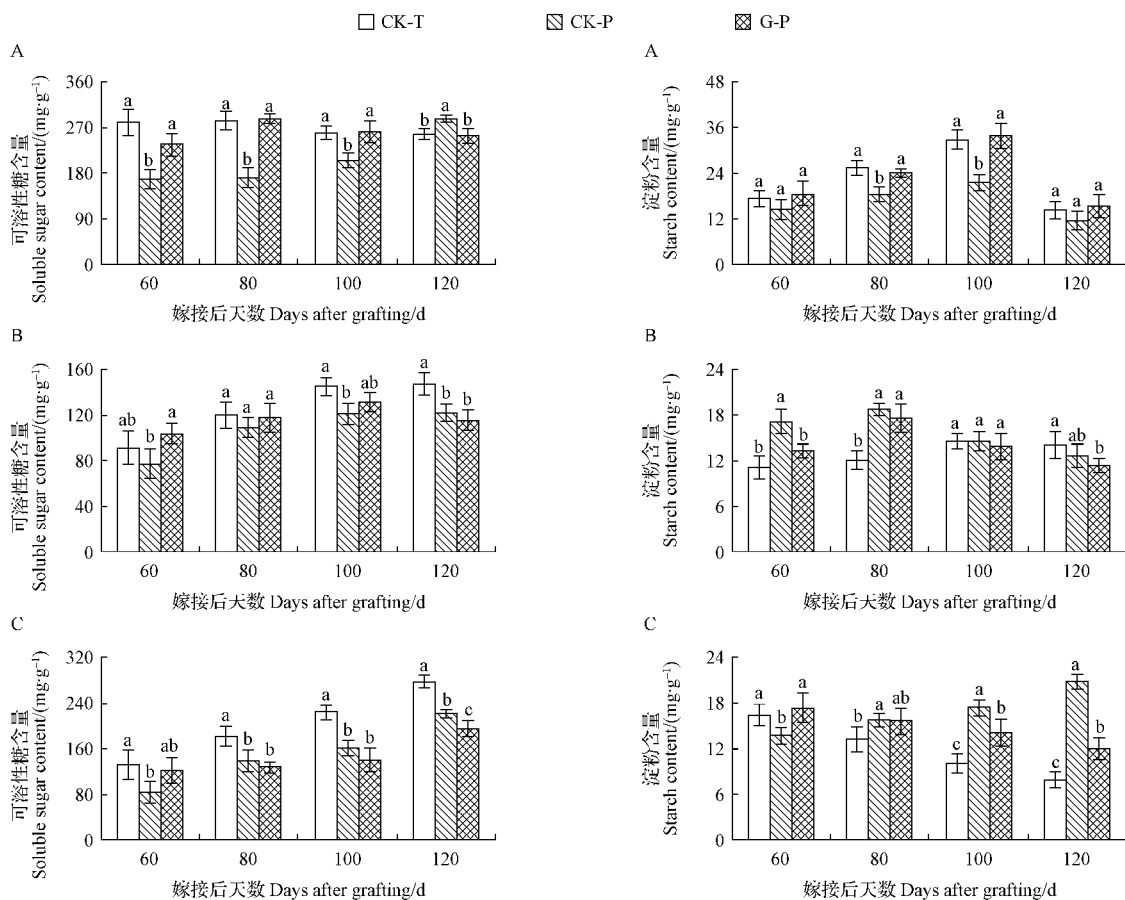 CK-T CK-P G-P
A
360
270
180
90
0
可溶性糖含量
Soluble sugar content/(mg·g⁻¹)
a b a a b a a b a b a b
60 80 100 120
嫁接后天数 Days after grafting/d
A
48
36
24
12
0
淀粉含量
Starch content/(mg·g⁻¹)
a a a a b a a b a a a a
60 80 100 120
嫁接后天数 Days after grafting/d
B
160
120
80
40
0
可溶性糖含量
Soluble sugar content/(mg·g⁻¹)
ab b a a a a a b ab a b b
60 80 100 120
嫁接后天数 Days after grafting/d
B
24
18
12
6
0
淀粉含量
Starch content/(mg·g⁻¹)
b a b b a a a a a a ab b
60 80 100 120
嫁接后天数 Days after grafting/d
C
320
240
160
80
0
可溶性糖含量
Soluble sugar content/(mg·g⁻¹)
a b ab a b b a b b a b c
60 80 100 120
嫁接后天数 Days after grafting/d
C
24
18
12
6
0
淀粉含量
Starch content/(mg·g⁻¹)
a b a b a ab c a b c a b
60 80 100 120
嫁接后天数 Days after grafting/d